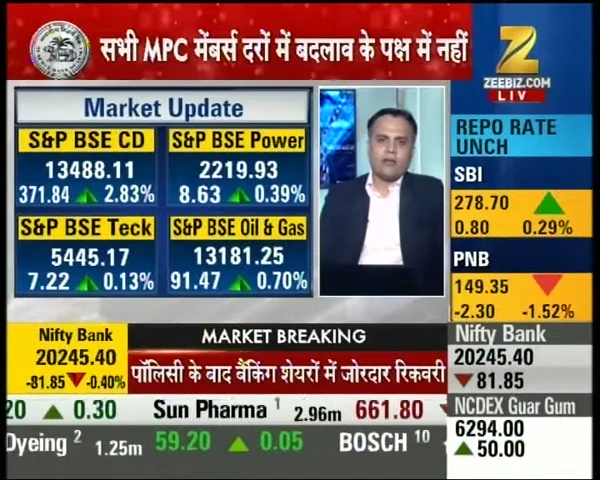 सभी MPC मेंबर्स दरों में बदलाव के पक्ष में नहीं
ZEEBIZ.COM
LIV
Market Update
S&P BSE CD
13488.11
371.84 2.83%
S&P BSE Power
2219.93
8.63 0.39%
S&P BSE Teck
5445.17
7.22 0.13%
S&P BSE Oil & Gas
13181.25
91.47 0.70%
REPO RATE
UNCH
SBI
278.70
0.80 0.29%
PNB
149.35
-2.30 -1.52%
Nifty Bank
20245.40
-81.85 -0.40%
MARKET BREAKING
पॉलिसी के बाद बैंकिंग शेयरों में जोरदार रिकवरी
Nifty Bank
20245.40
81.85
NCDEX Guar Gum
6294.00
50.00
20 0.30 Sun Pharma 1 2.96m 661.80
Dyeing 2 1.25m 59.20 0.05 BOSCH 10